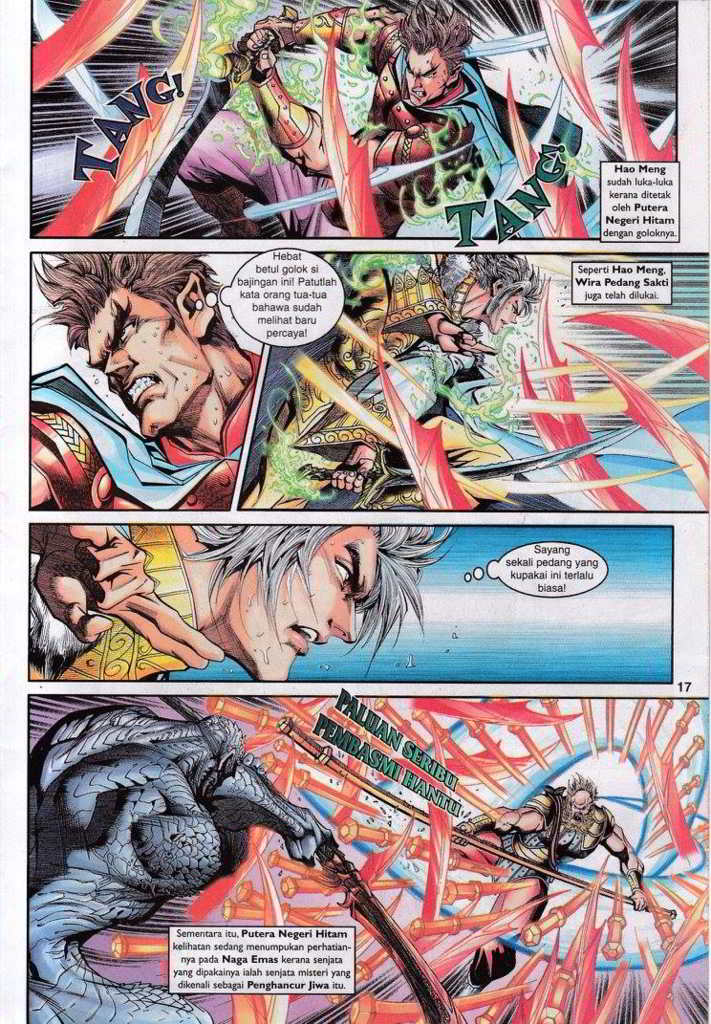 TANG!
TANG!
Hao Meng
sudah luka-luka
kerana ditetak
oleh Putera
Negeri Hitam
dengan goloknya.
Hebat
betul golok si
bajingan ini! Patutlah
kata orang tua-tua
bahawa sudah
melihat baru
percaya!
Seperti Hao Meng,
Wira Pedang Sakti
juga telah dilukai.
Sayang
sekali pedang yang
kupakai ini terlalu
biasa!
17
PALUAN SERIBU
PEMBASMI HANTU
Sementara itu, Putera Negeri Hitam
kelihatan sedang menumpukan perhatian-
nya pada Naga Emas kerana senjata
yang dipakainya ialah senjata misteri yang
dikenali sebagai Penghancur Jiwa itu.